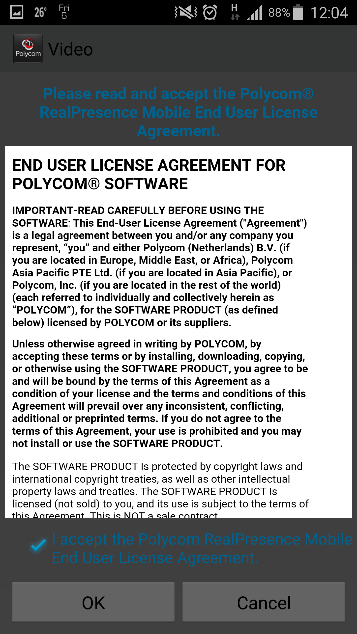 26° Fri 6 H 88% 12:04
Polycom Video
Please read and accept the Polycom®
RealPresence Mobile End User License
Agreement.
END USER LICENSE AGREEMENT FOR
POLYCOM® SOFTWARE
IMPORTANT-READ CAREFULLY BEFORE USING THE
SOFTWARE: This End-User License Agreement ("Agreement")
is a legal agreement between you and/or any company you
represent, "you" and either Polycom (Netherlands) B.V. (if
you are located in Europe, Middle East, or Africa), Polycom
Asia Pacific PTE Ltd. (if you are located in Asia Pacific), or
Polycom, Inc. (if you are located in the rest of the world)
(each referred to individually and collectively herein as
"POLYCOM"), for the SOFTWARE PRODUCT (as defined
below) licensed by POLYCOM or its suppliers.
Unless otherwise agreed in writing by POLYCOM, by
accepting these terms or by installing, downloading, copying,
or otherwise using the SOFTWARE PRODUCT, you agree to be
and will be bound by the terms of this Agreement as a
condition of your license and the terms and conditions of this
Agreement will prevail over any inconsistent, conflicting,
additional or preprinted terms. If you do not agree to the
terms of this Agreement, your use is prohibited and you may
not install or use the SOFTWARE PRODUCT.
The SOFTWARE PRODUCT is protected by copyright laws and
international copyright treaties, as well as other intellectual
property laws and treaties. The SOFTWARE PRODUCT is
licensed (not sold) to you, and its use is subject to the terms of
this Agreement. This is NOT a sale contract.
I accept the Polycom RealPresence Mobile
End User License Agreement.
OK Cancel